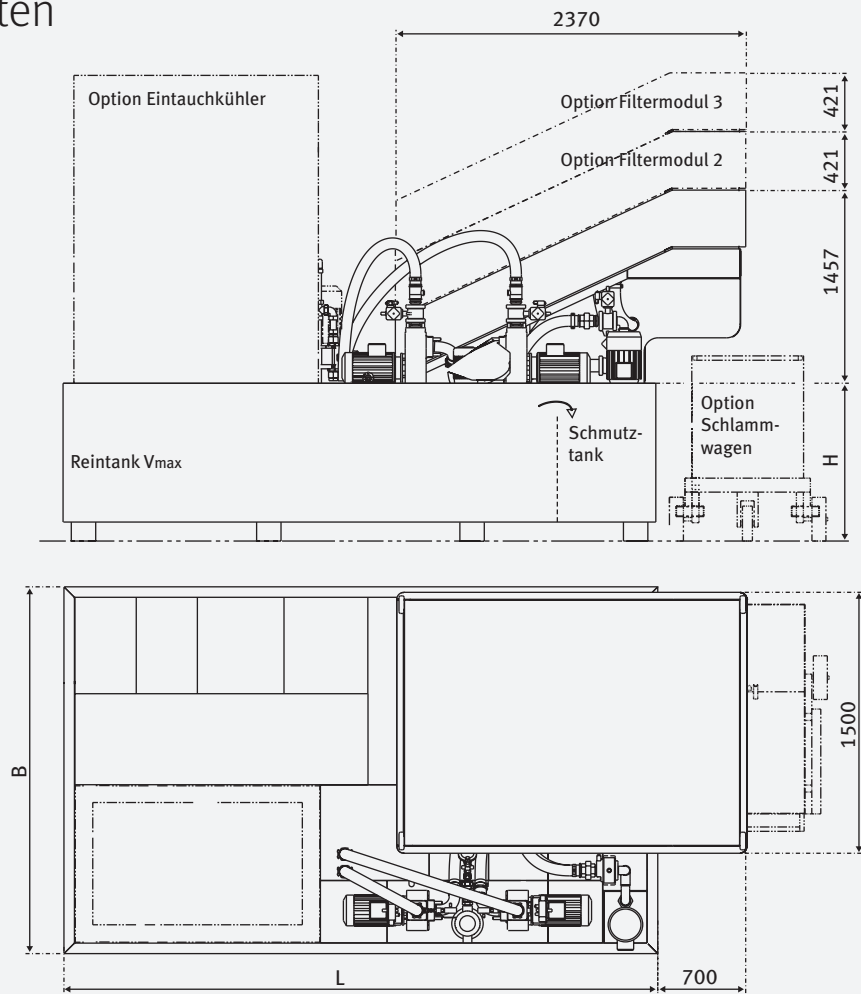 ten
2370
Option Eintauchkühler
Option Filtermodul 3
421
Option Filtermodul 2
421
1457
Option
Schlamm-
wagen
Schmutz-
tank
Reintank Vmax
H
B
1500
L
700